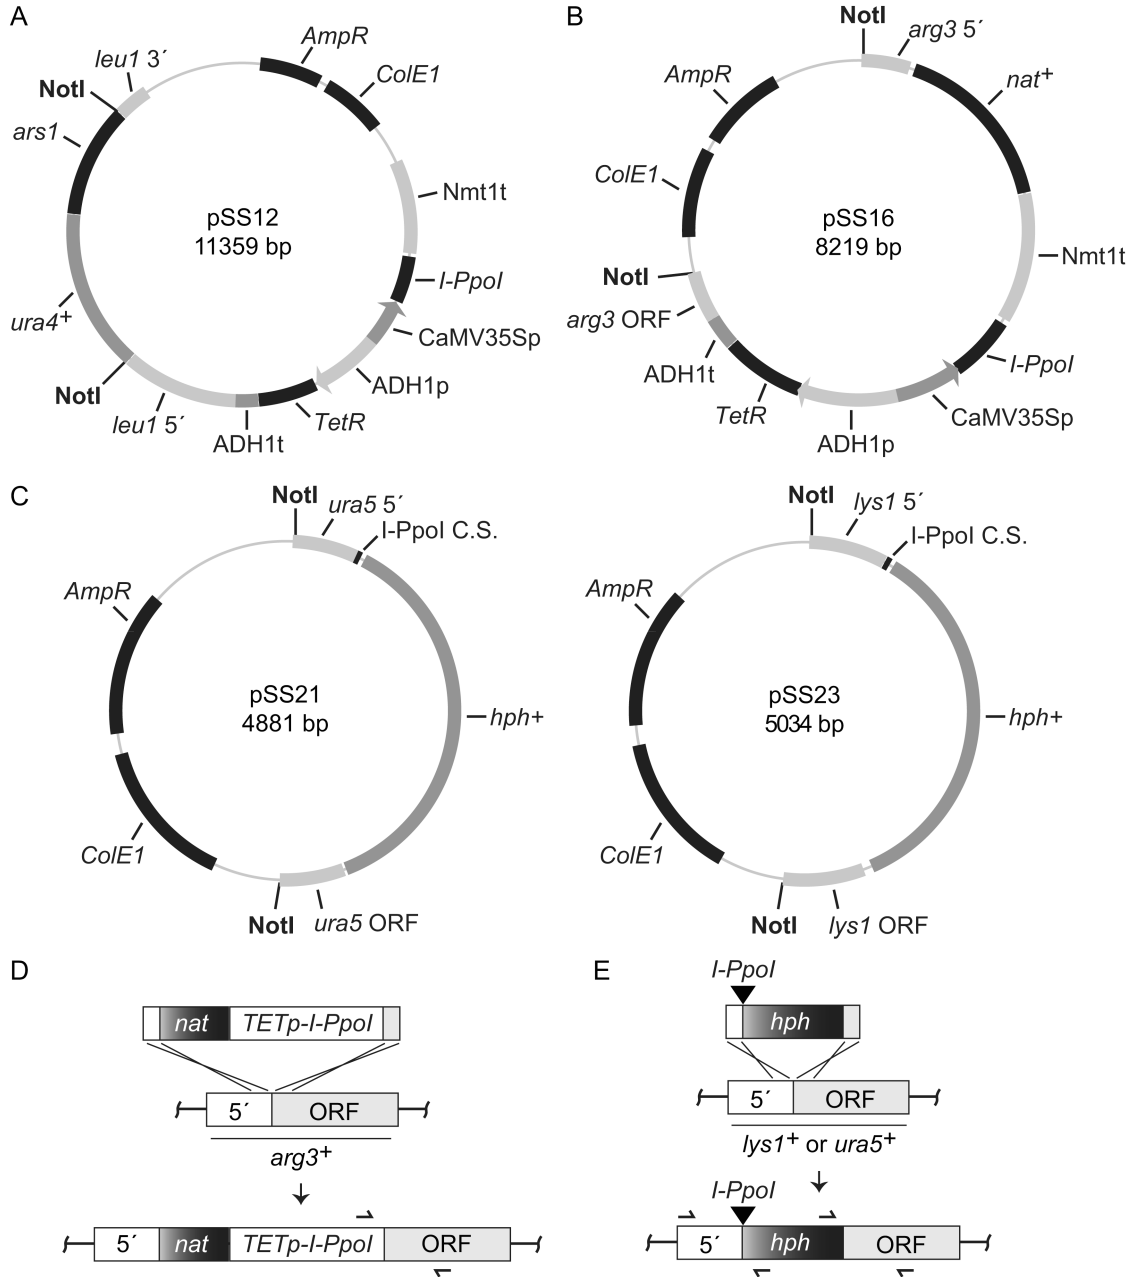 A
leu1 3´
AmpR
ColE1
NotI
ars1
Nmt1t
pSS12
11359 bp
I-PpoI
ura4+
CaMV35Sp
NotI
ADH1p
leu1 5´
ADH1t
TetR
B
NotI
arg3 5´
AmpR
nat+
ColE1
pSS16
8219 bp
Nmt1t
NotI
arg3 ORF
I-PpoI
ADH1t
TetR
CaMV35Sp
ADH1p
C
NotI
ura5 5´
I-PpoI C.S.
AmpR
pSS21
4881 bp
hph+
ColE1
NotI
ura5 ORF
NotI
lys1 5´
I-PpoI C.S.
AmpR
pSS23
5034 bp
hph+
ColE1
NotI
lys1 ORF
D
nat TETp-I-PpoI
5´ ORF
arg3+
5´ nat TETp-I-PpoI ORF
E
I-PpoI
hph
5´ ORF
lys1+ or ura5+
I-PpoI
5´ hph ORF